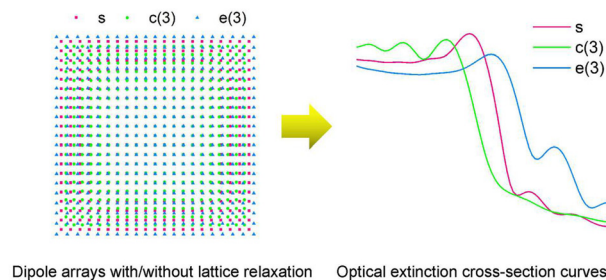 s c(3) e(3)
s
c(3)
e(3)
Dipole arrays with/without lattice relaxation
Optical extinction cross-section curves